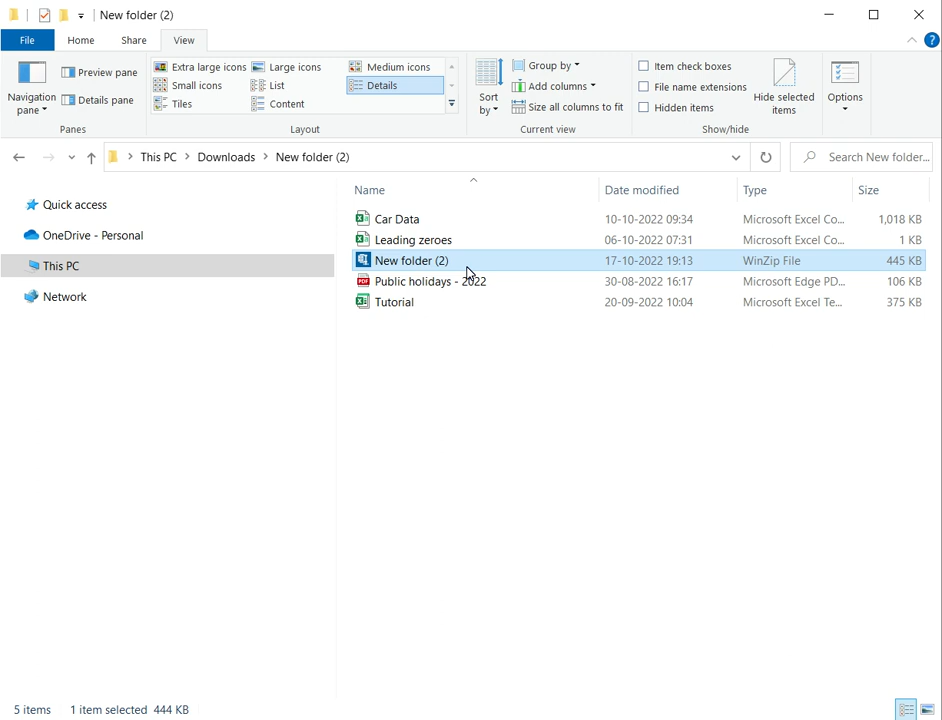 New folder (2)
File Home Share View
Navigation pane
Preview pane
Details pane
Panes
Extra large icons Large icons Medium icons
Small icons List Details
Tiles Content
Layout
Sort by
Group by
Add columns
Size all columns to fit
Current view
Item check boxes
File name extensions
Hidden items
Hide selected items
Show/hide
Options
This PC > Downloads > New folder (2)
Search New folder...
Quick access
OneDrive - Personal
This PC
Network
Name Date modified Type Size
Car Data 10-10-2022 09:34 Microsoft Excel Co... 1,018 KB
Leading zeroes 06-10-2022 07:31 Microsoft Excel Co... 1 KB
New folder (2) 17-10-2022 19:13 WinZip File 445 KB
PDF Public holidays - 2022 30-08-2022 16:17 Microsoft Edge PD... 106 KB
Tutorial 20-09-2022 10:04 Microsoft Excel Te... 375 KB
5 items 1 item selected 444 KB